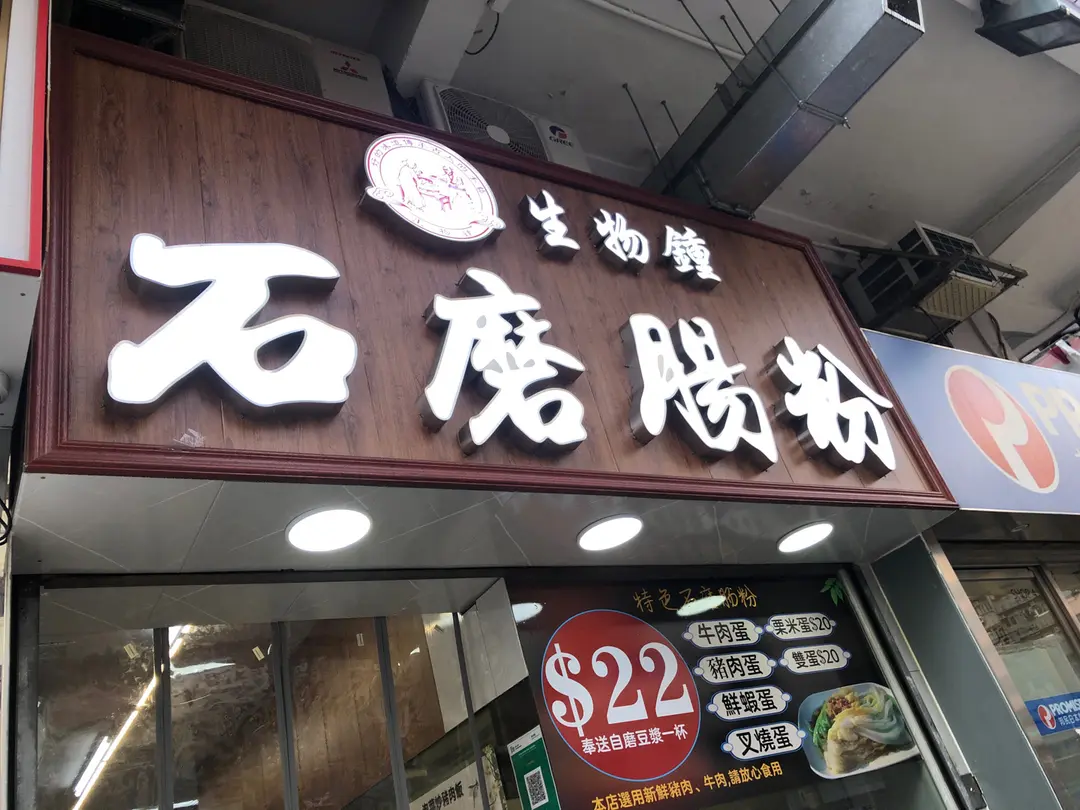 生物鐘
石磨腸粉
GREE
特色石磨腸粉
$22
奉送自磨豆漿一杯
牛肉蛋
豬肉蛋
鮮蝦蛋
叉燒蛋
粟米蛋$20
雙蛋$20
本店選用新鮮豬肉、牛肉,請放心食用
PROMIS